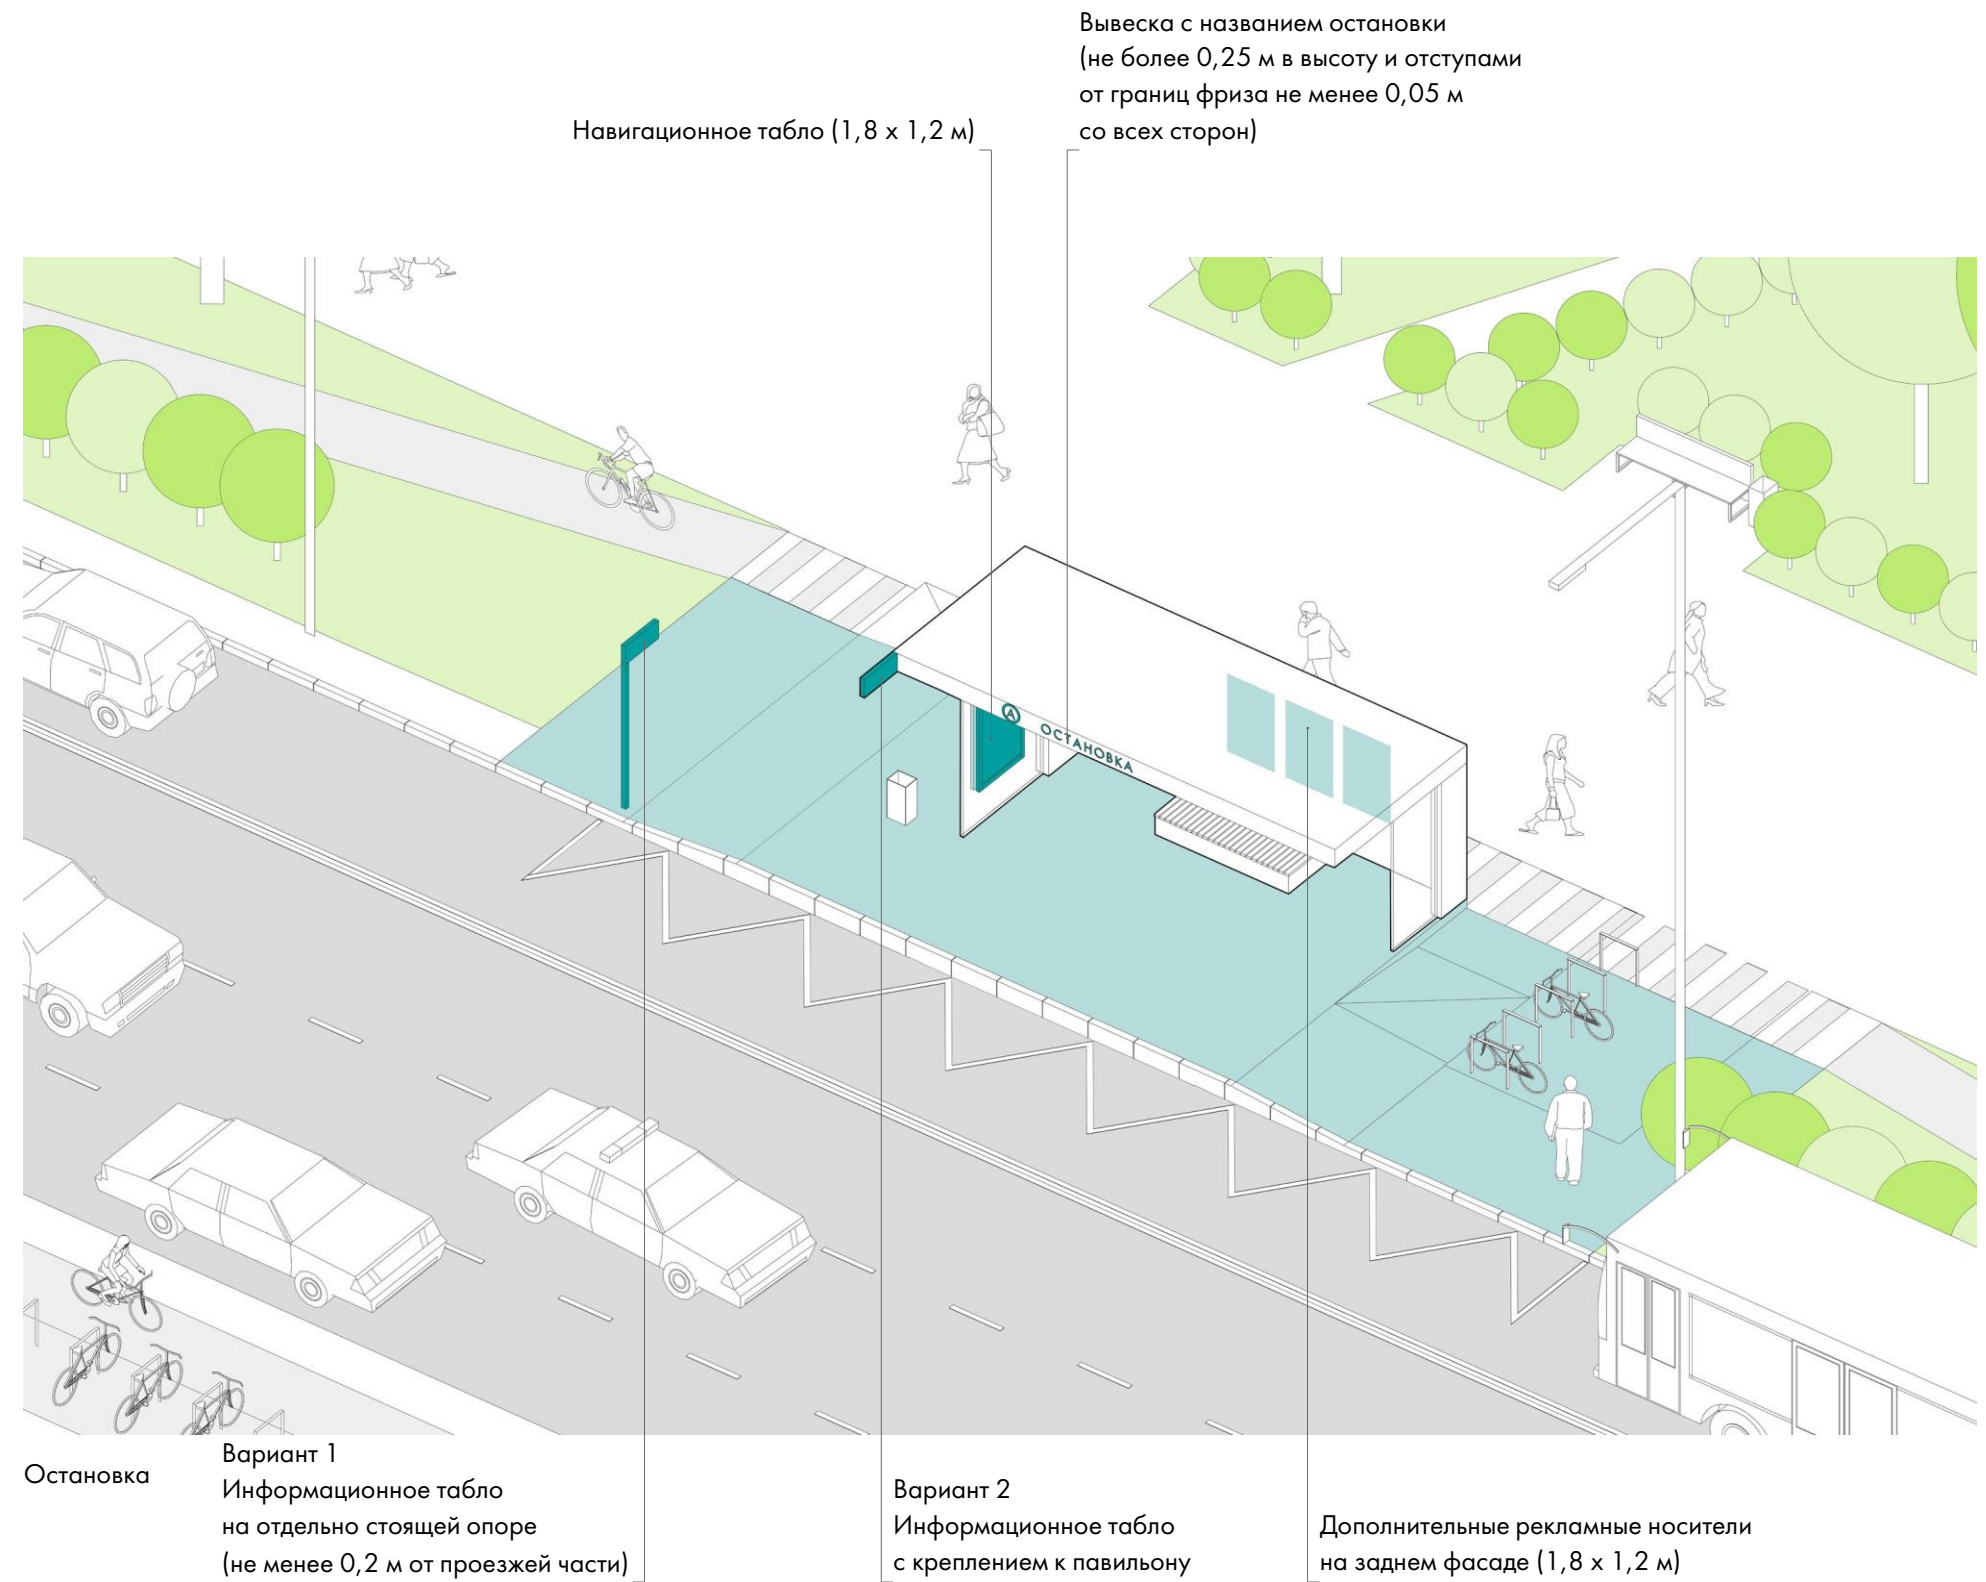 Вывеска с названием остановки
(не более 0,25 м в высоту и отступами
от границ фриза не менее 0,05 м
со всех сторон)
Навигационное табло (1,8 x 1,2 м)
А ОСТАНОВКА
Остановка
Вариант 1
Информационное табло
на отдельно стоящей опоре
(не менее 0,2 м от проезжей части)
Вариант 2
Информационное табло
с креплением к павильону
Дополнительные рекламные носители
на заднем фасаде (1,8 x 1,2 м)